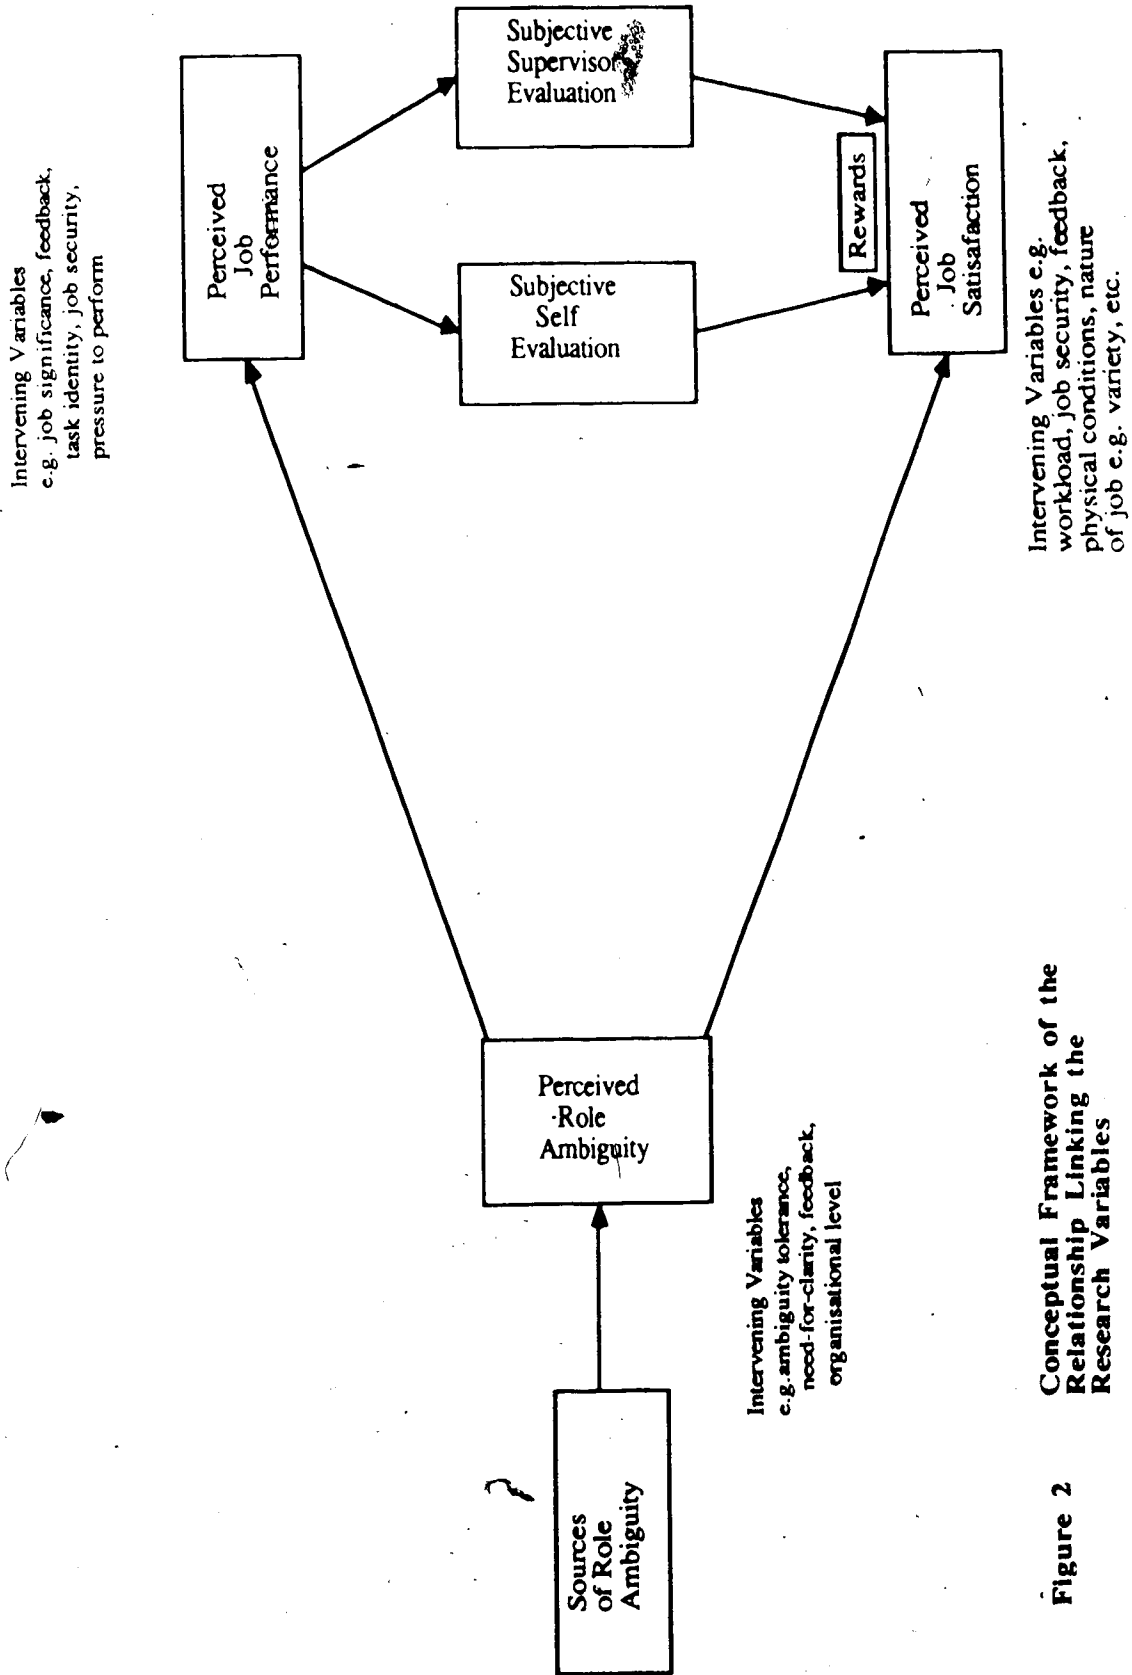 Intervening Variables
e.g. job significance, feedback,
task identity, job security,
pressure to perform
Perceived
Job
Performance
Subjective
Supervisor
Evaluation
Subjective
Self
Evaluation
Rewards
Perceived
Job
Satisafaction
Intervening Variables e.g.
workload, job security, feedback,
physical conditions, nature
of job e.g. variety, etc.
Perceived
Role
Ambiguity
Intervening Variables
e.g. ambiguity tolerance,
need-for-clarity, feedback,
organisational level
Sources
of Role
Ambiguity
Figure 2 Conceptual Framework of the
Relationship Linking the
Research Variables